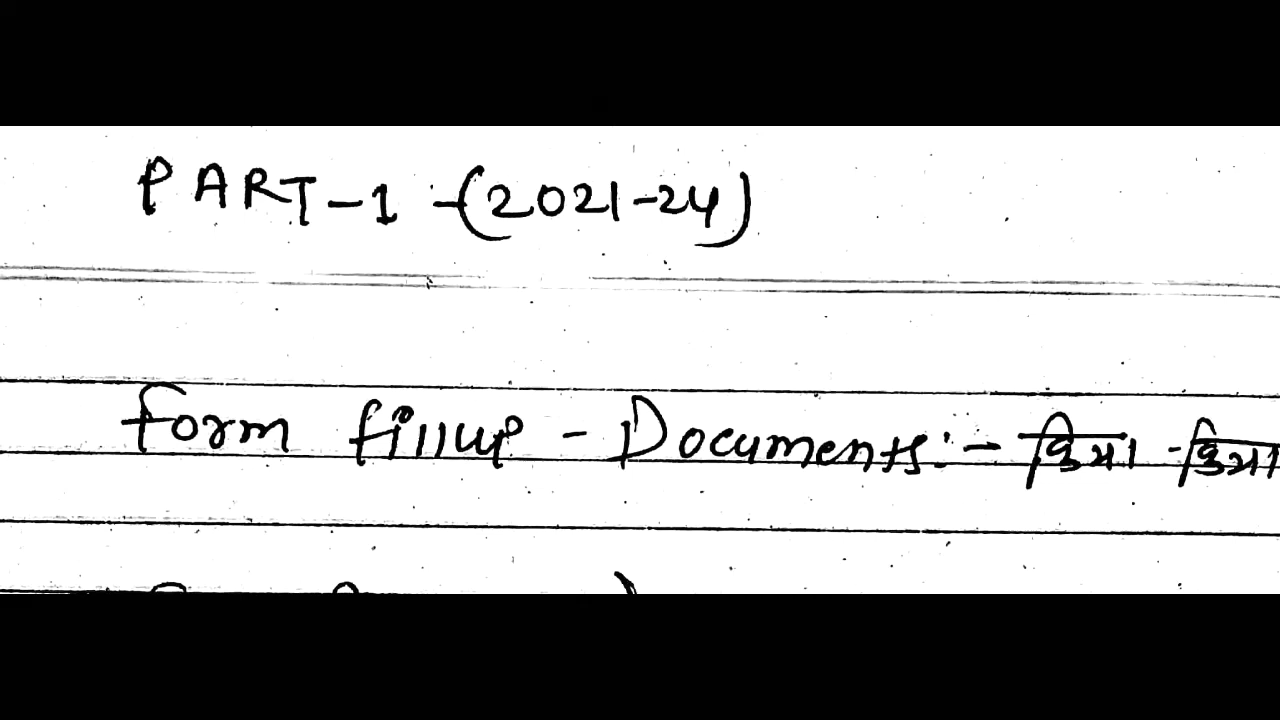 PART-1 -(2021-24)
form fillup - Documents:- किया -किया